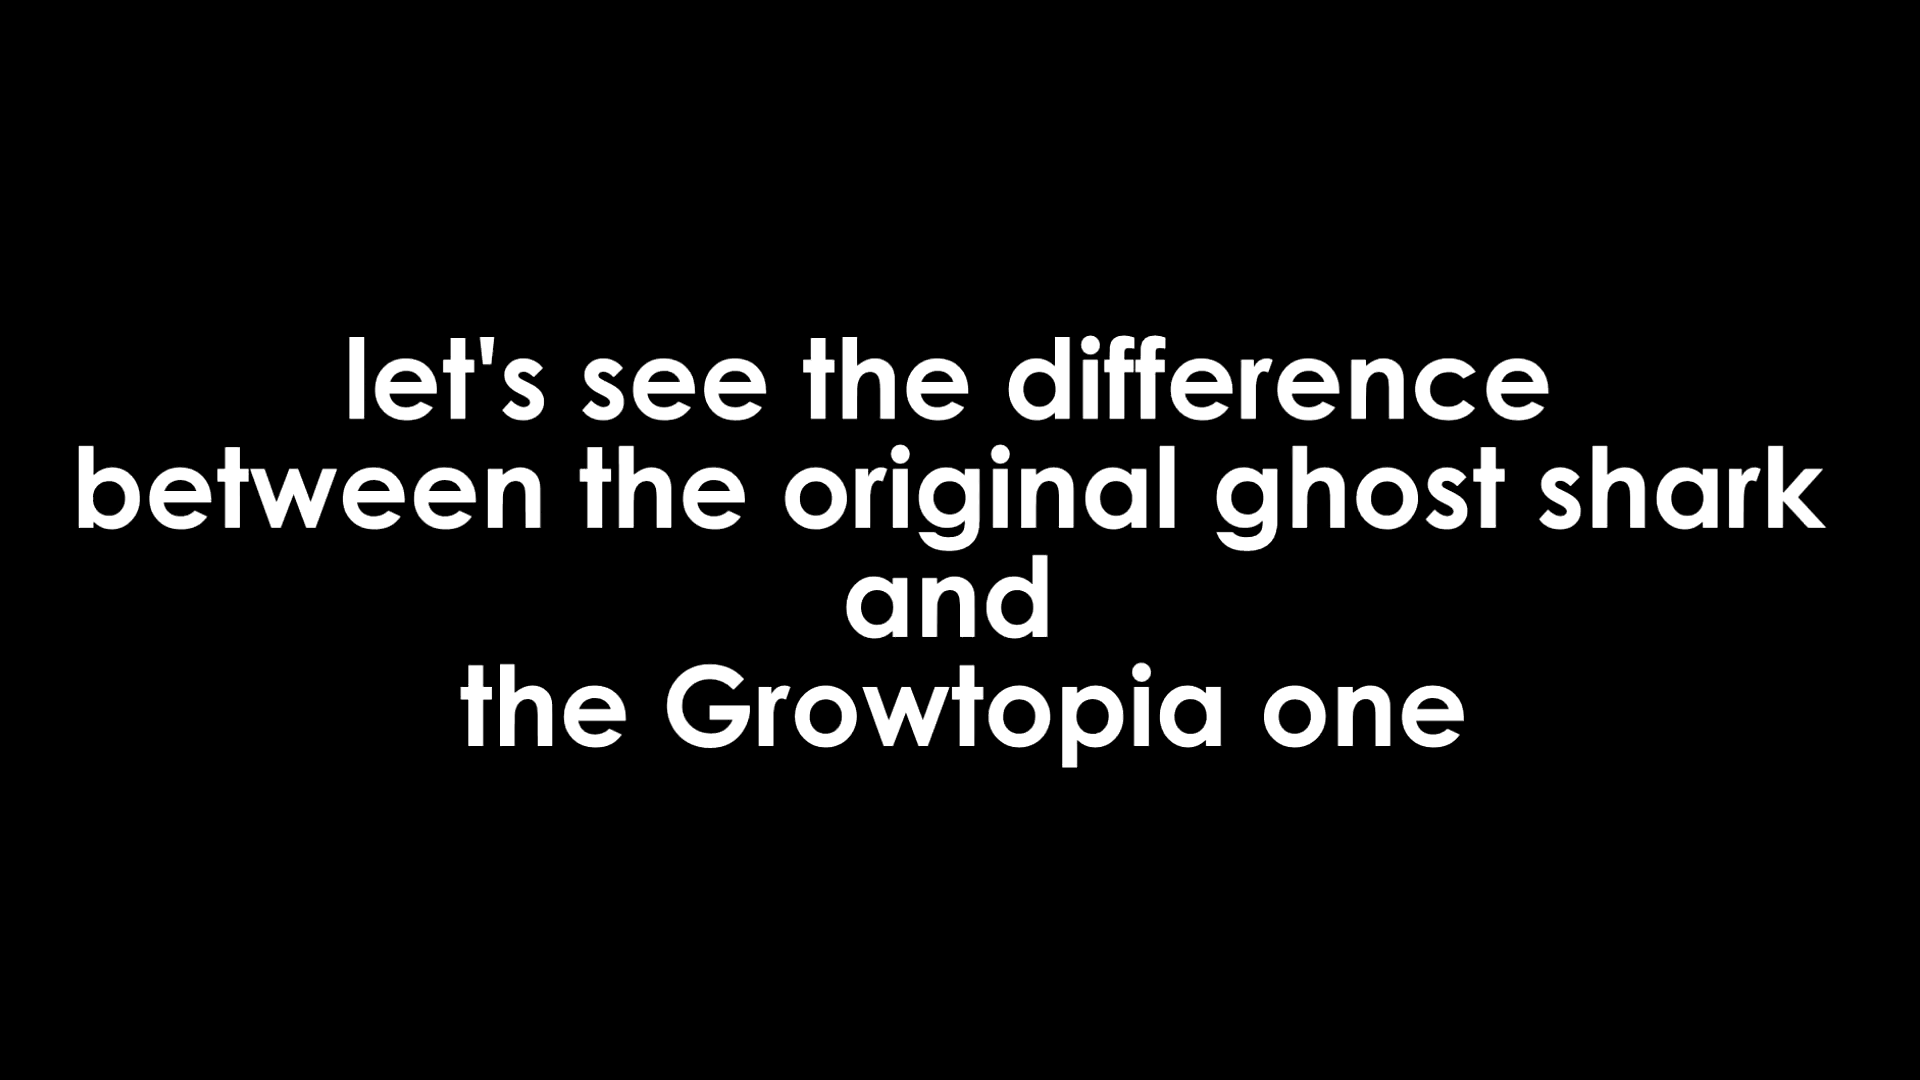 let's see the difference
between the original ghost shark
and
the Growtopia one